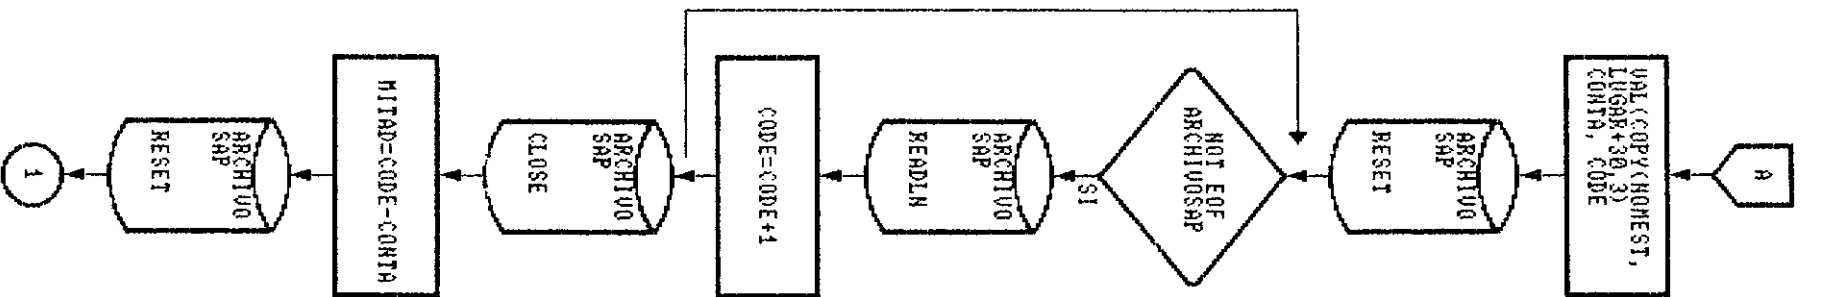 A
VAL(COPY(NOMEST,
LUGAR+30,3)
CONTA, CODE
ARCHIVO
SAP
RESET
NOT EOF
ARCHIVOSAP
SI
ARCHIVO
SAP
READLN
CODE=CODE+1
ARCHIVO
SAP
CLOSE
MITAD=CODE-CONTA
ARCHIVO
SAP
RESET
1